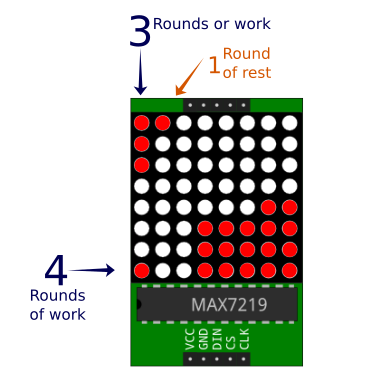 3 Rounds or work
1 Round
of rest
4
Rounds
of work
MAX7219
VCC
GND
DIN
CS
CLK